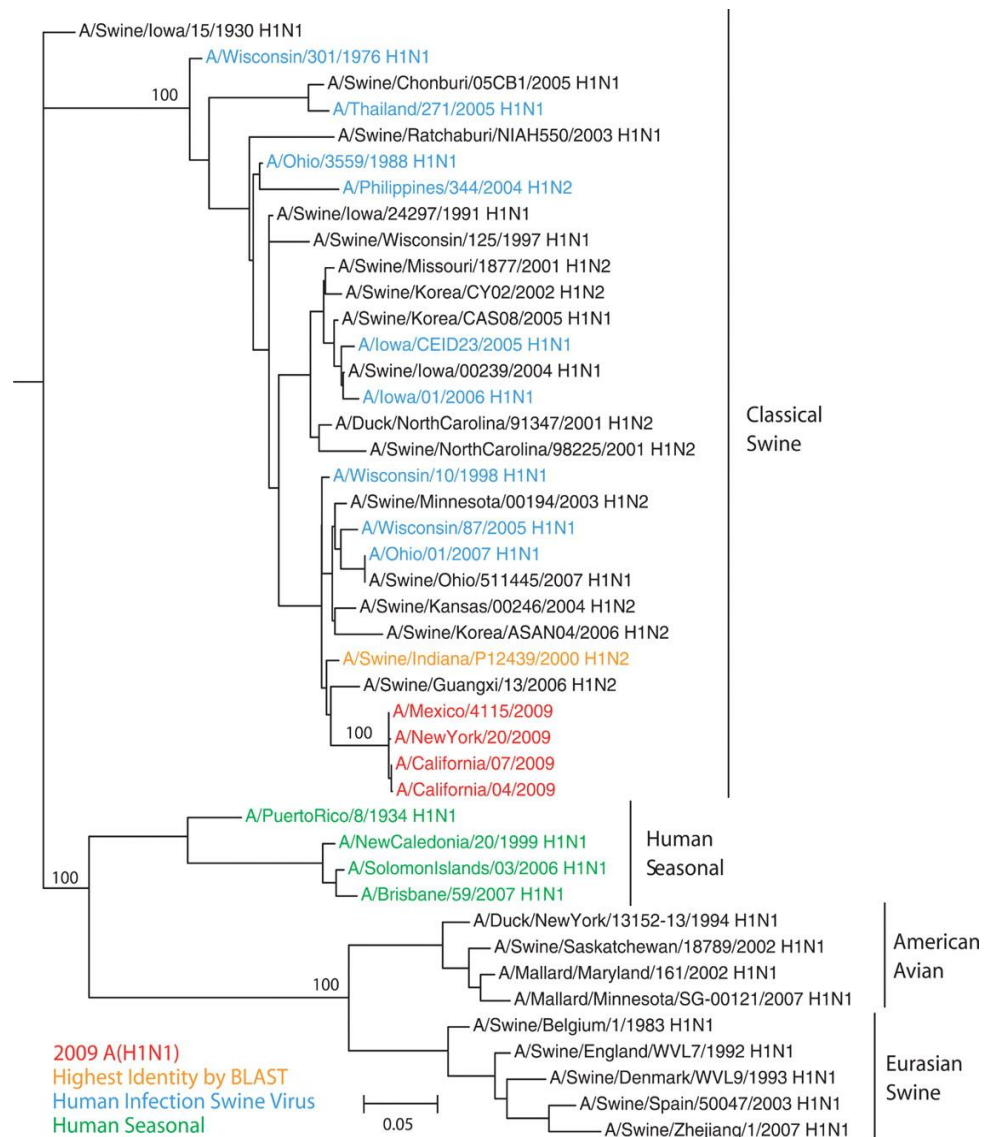 A/Swine/Iowa/15/1930 H1N1
A/Wisconsin/301/1976 H1N1
100
A/Swine/Chonburi/05CB1/2005 H1N1
A/Thailand/271/2005 H1N1
A/Swine/Ratchaburi/NIAH550/2003 H1N1
A/Ohio/3559/1988 H1N1
A/Philippines/344/2004 H1N2
A/Swine/Iowa/24297/1991 H1N1
A/Swine/Wisconsin/125/1997 H1N1
A/Swine/Missouri/1877/2001 H1N2
A/Swine/Korea/CY02/2002 H1N2
A/Swine/Korea/CAS08/2005 H1N1
A/Iowa/CEID23/2005 H1N1
A/Swine/Iowa/00239/2004 H1N1
A/Iowa/01/2006 H1N1
A/Duck/NorthCarolina/91347/2001 H1N2
A/Swine/NorthCarolina/98225/2001 H1N2
Classical
Swine
A/Wisconsin/10/1998 H1N1
A/Swine/Minnesota/00194/2003 H1N2
A/Wisconsin/87/2005 H1N1
A/Ohio/01/2007 H1N1
A/Swine/Ohio/511445/2007 H1N1
A/Swine/Kansas/00246/2004 H1N2
A/Swine/Korea/ASAN04/2006 H1N2
A/Swine/Indiana/P12439/2000 H1N2
A/Swine/Guangxi/13/2006 H1N2
A/Mexico/4115/2009
100
A/NewYork/20/2009
A/California/07/2009
A/California/04/2009
A/PuertoRico/8/1934 H1N1
A/NewCaledonia/20/1999 H1N1
A/SolomonIslands/03/2006 H1N1
A/Brisbane/59/2007 H1N1
Human
Seasonal
100
A/Duck/NewYork/13152-13/1994 H1N1
A/Swine/Saskatchewan/18789/2002 H1N1
A/Mallard/Maryland/161/2002 H1N1
A/Mallard/Minnesota/SG-00121/2007 H1N1
American
Avian
100
A/Swine/Belgium/1/1983 H1N1
A/Swine/England/WVL7/1992 H1N1
A/Swine/Denmark/WVL9/1993 H1N1
A/Swine/Spain/50047/2003 H1N1
A/Swine/Zhejiang/1/2007 H1N1
Eurasian
Swine
2009 A(H1N1)
Highest Identity by BLAST
Human Infection Swine Virus
Human Seasonal
0.05